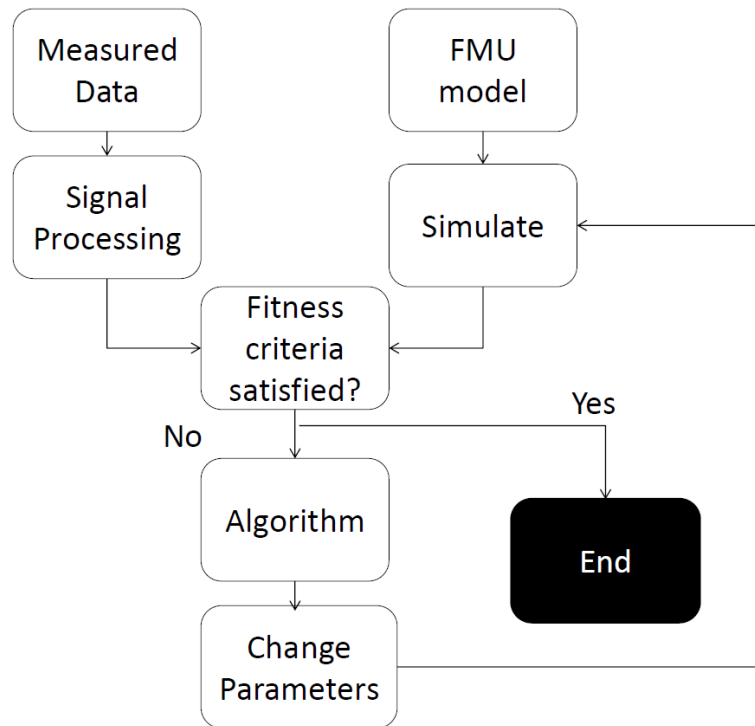 Measured
Data
FMU
model
Signal
Processing
Simulate
Fitness
criteria
satisfied?
No
Yes
Algorithm
End
Change
Parameters